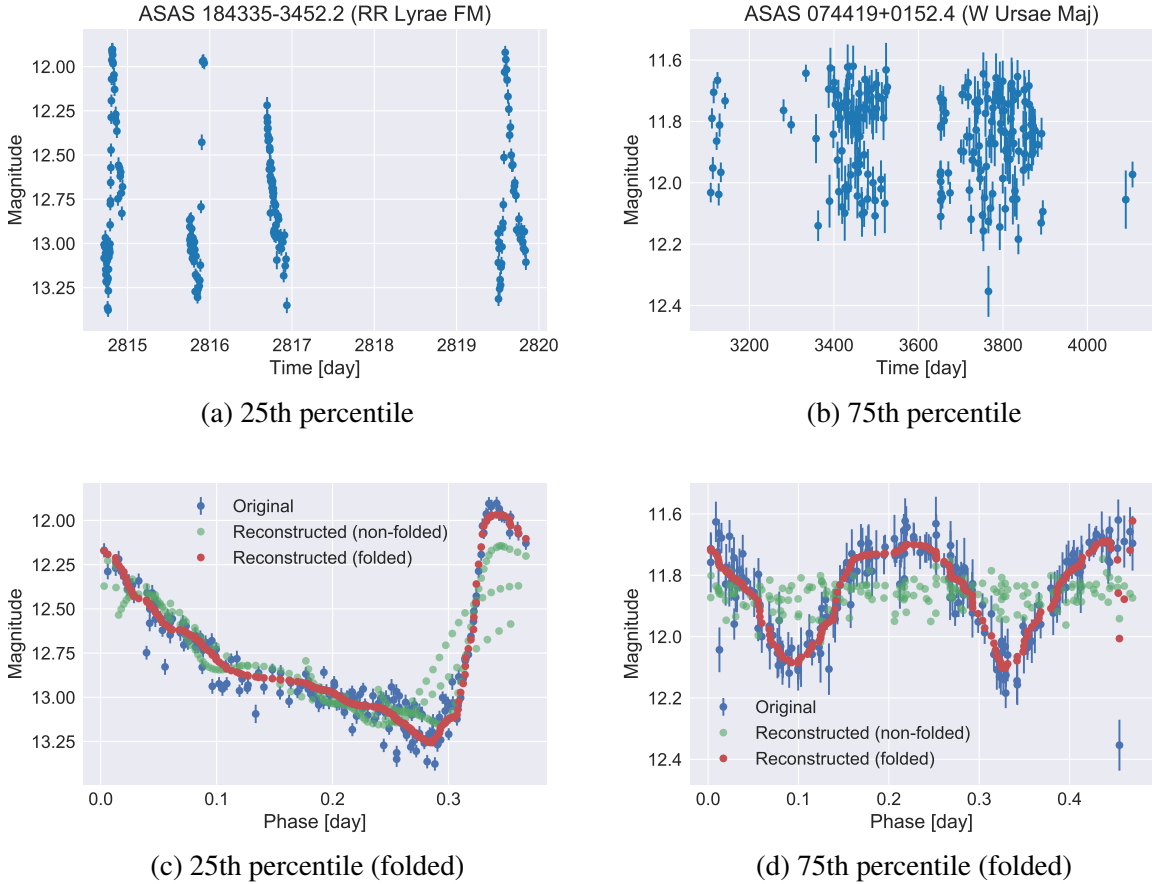 ASAS 184335-3452.2 (RR Lyrae FM)
12.00
12.25
12.50
12.75
13.00
13.25
Magnitude
2815 2816 2817 2818 2819 2820
Time [day]
(a) 25th percentile
ASAS 074419+0152.4 (W Ursae Maj)
11.6
11.8
12.0
12.2
12.4
Magnitude
3200 3400 3600 3800 4000
Time [day]
(b) 75th percentile
Original
Reconstructed (non-folded)
Reconstructed (folded)
12.00
12.25
12.50
12.75
13.00
13.25
Magnitude
0.0 0.1 0.2 0.3
Phase [day]
(c) 25th percentile (folded)
11.6
11.8
12.0
12.2
12.4
Magnitude
Original
Reconstructed (non-folded)
Reconstructed (folded)
0.0 0.1 0.2 0.3 0.4
Phase [day]
(d) 75th percentile (folded)